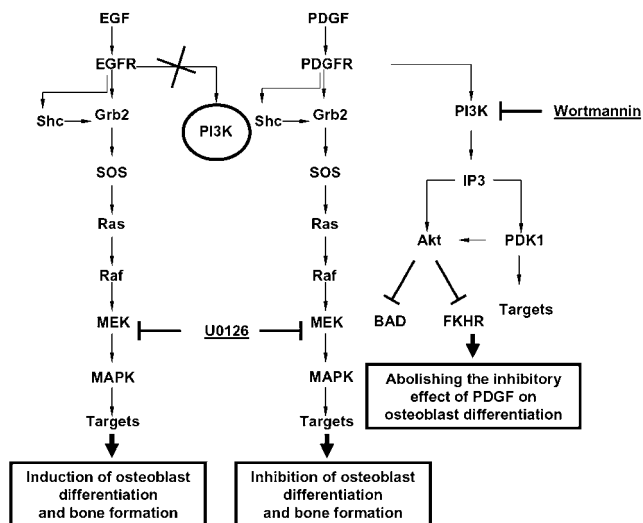 EGF
PDGF
EGFR
PDGFR
Shc
Grb2
PI3K
Shc
Grb2
PI3K
Wortmannin
SOS
SOS
IP3
Ras
Ras
Akt
PDK1
Raf
Raf
Targets
MEK
U0126
MEK
BAD
FKHR
MAPK
MAPK
Abolishing the inhibitory
effect of PDGF on
osteoblast differentiation
Targets
Targets
Induction of osteoblast
differentiation
and bone formation
Inhibition of osteoblast
differentiation
and bone formation